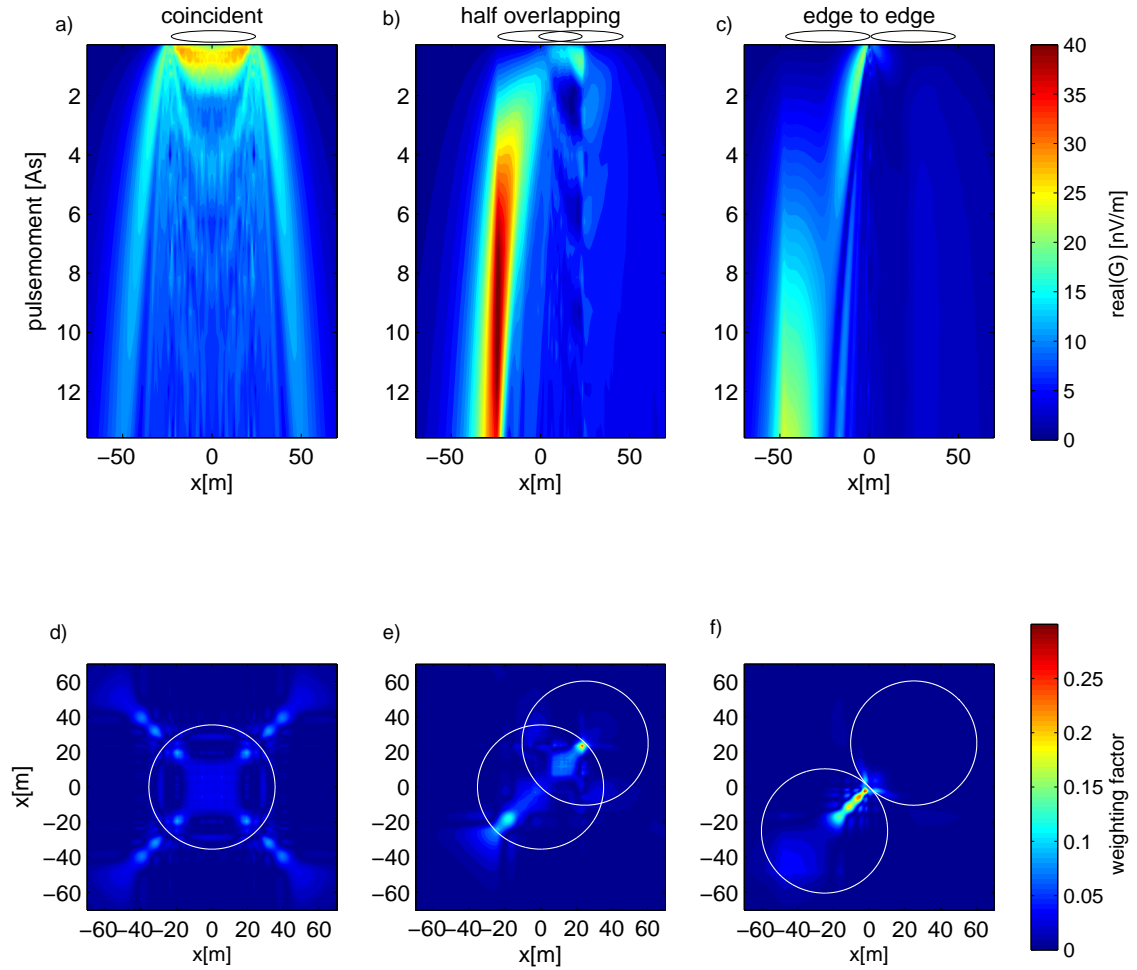 coincident
half overlapping
edge to edge
a)
b)
c)
2
4
6
8
10
12
pulsemoment [As]
−50 0 50
x[m]
2
4
6
8
10
12
−50 0 50
x[m]
2
4
6
8
10
12
−50 0 50
x[m]
40
35
30
25
20
15
10
5
0
real(G) [nV/m]
d)
e)
f)
60
40
20
0
−20
−40
−60
x[m]
−60−40−20 0 20 40 60
x[m]
60
40
20
0
−20
−40
−60
−60−40−20 0 20 40 60
x[m]
60
40
20
0
−20
−40
−60
−60−40−20 0 20 40 60
x[m]
0.25
0.2
0.15
0.1
0.05
0
weighting factor